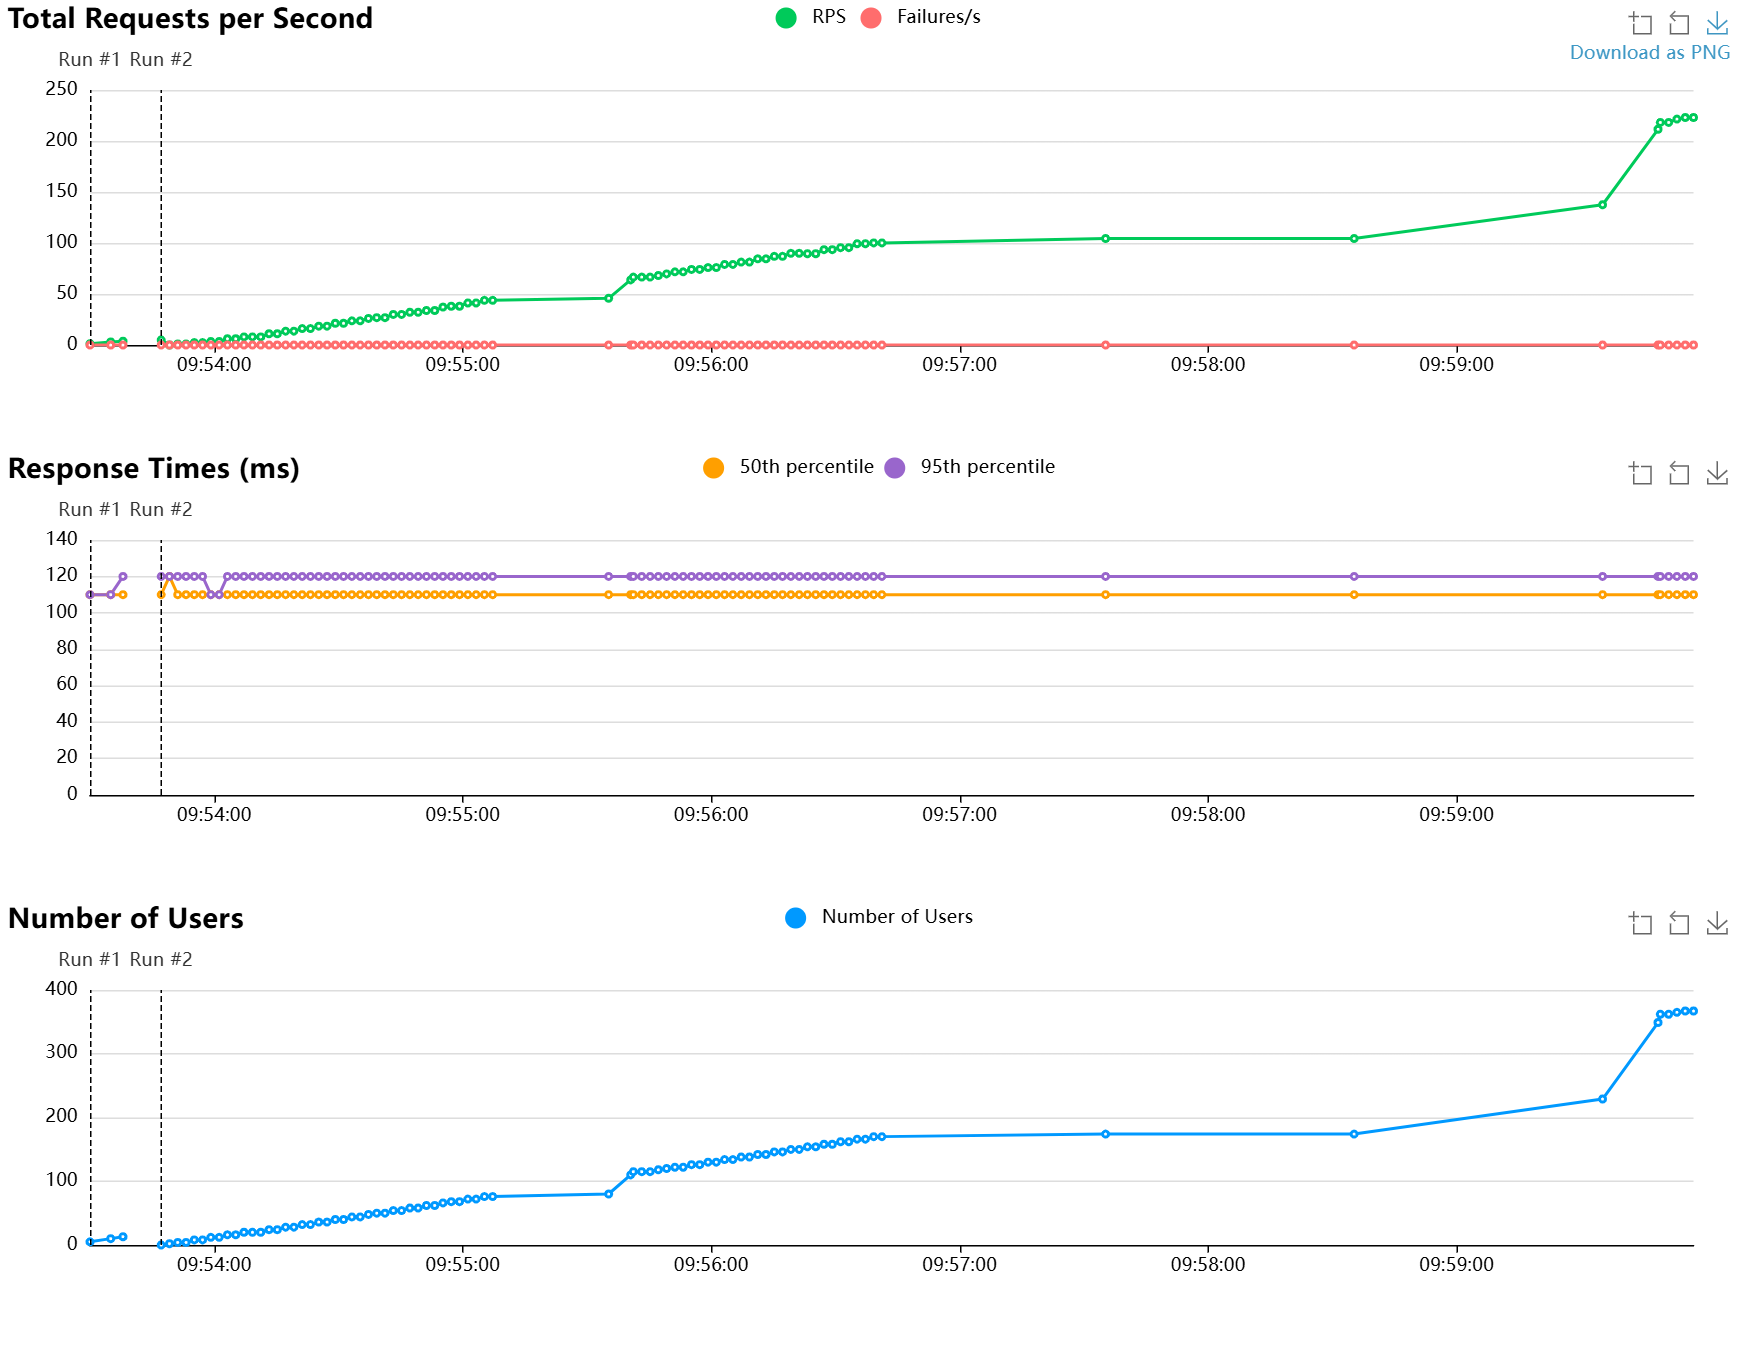 Total Requests per Second
RPS Failures/s
Download as PNG
Run #1 Run #2
250
200
150
100
50
0
09:54:00 09:55:00 09:56:00 09:57:00 09:58:00 09:59:00
Response Times (ms)
50th percentile 95th percentile
Run #1 Run #2
140
120
100
80
60
40
20
0
09:54:00 09:55:00 09:56:00 09:57:00 09:58:00 09:59:00
Number of Users
Number of Users
Run #1 Run #2
400
300
200
100
0
09:54:00 09:55:00 09:56:00 09:57:00 09:58:00 09:59:00